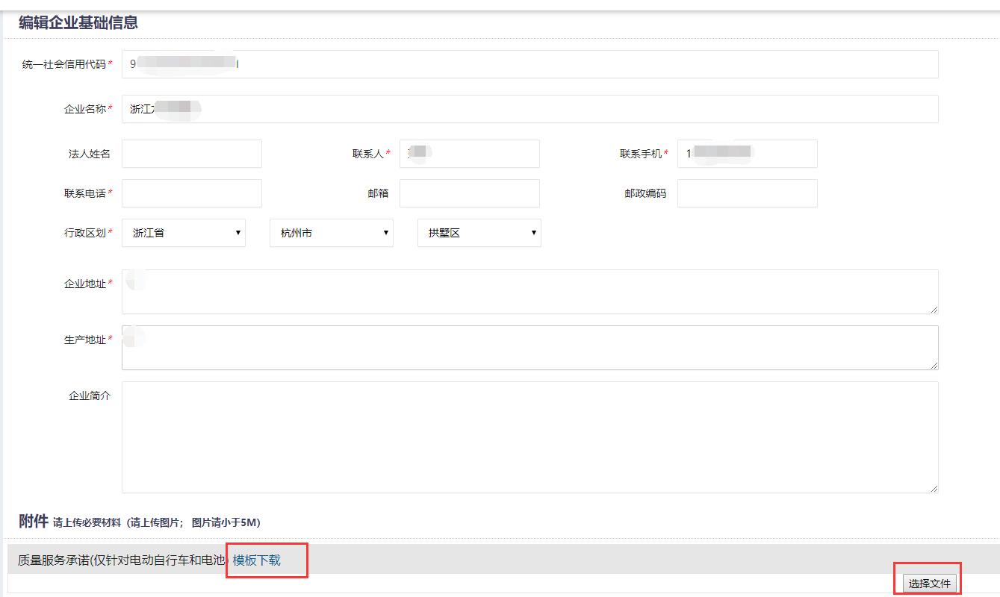 编辑企业基础信息
统一社会信用代码* 9
企业名称* 浙江
法人姓名 联系人* 联系手机* 1
联系电话* 邮箱 邮政编码
行政区划* 浙江省 杭州市 拱墅区
企业地址*
生产地址*
企业简介
附件 请上传必要材料（请上传图片； 图片请小于5M）
质量服务承诺(仅针对电动自行车和电池) 模板下载
选择文件